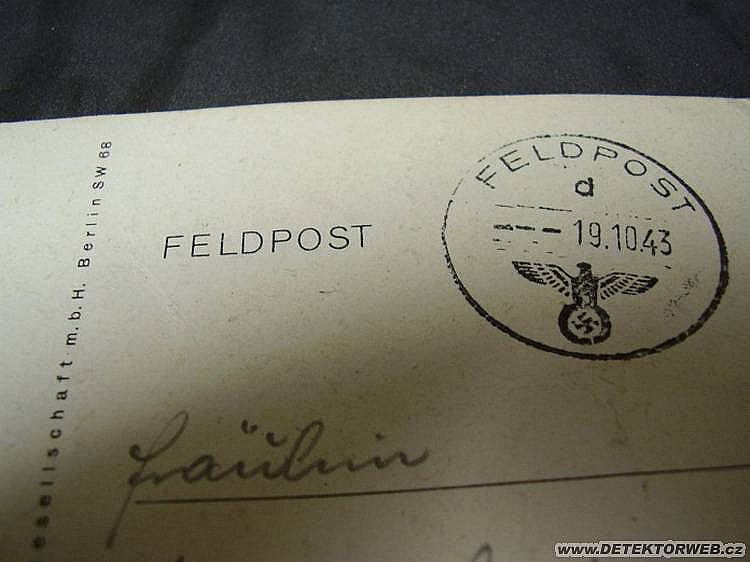 esellschaft m.b.H. Berlin SW 68
FELDPOST
FELDPOST
d
--- 19.10.43
Fräulein
www.DETEKTORWEB.cz